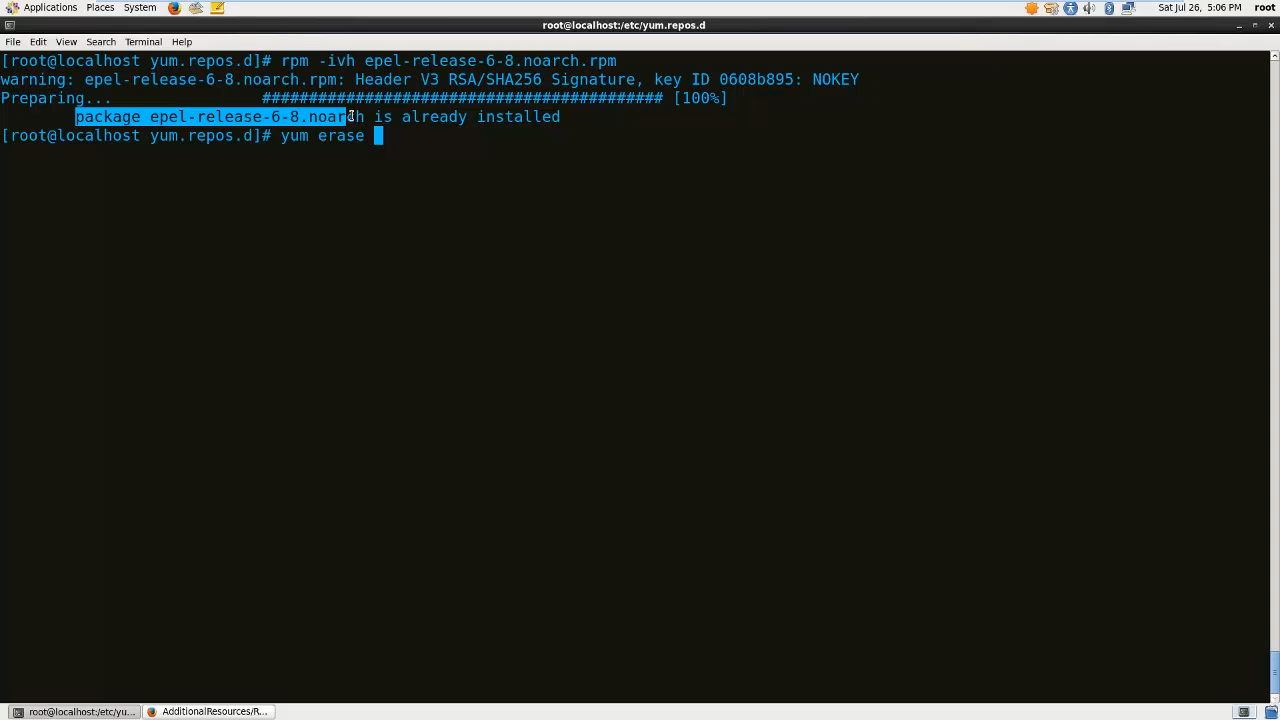 Applications Places System Sat Jul 26, 5:06 PM root
root@localhost:/etc/yum.repos.d
File Edit View Search Terminal Help
[root@localhost yum.repos.d]# rpm -ivh epel-release-6-8.noarch.rpm
warning: epel-release-6-8.noarch.rpm: Header V3 RSA/SHA256 Signature, key ID 0608b895: NOKEY
Preparing... ########################################### [100%]
package epel-release-6-8.noarch is already installed
[root@localhost yum.repos.d]# yum erase
root@localhost:/etc/yu... AdditionalResources/R...